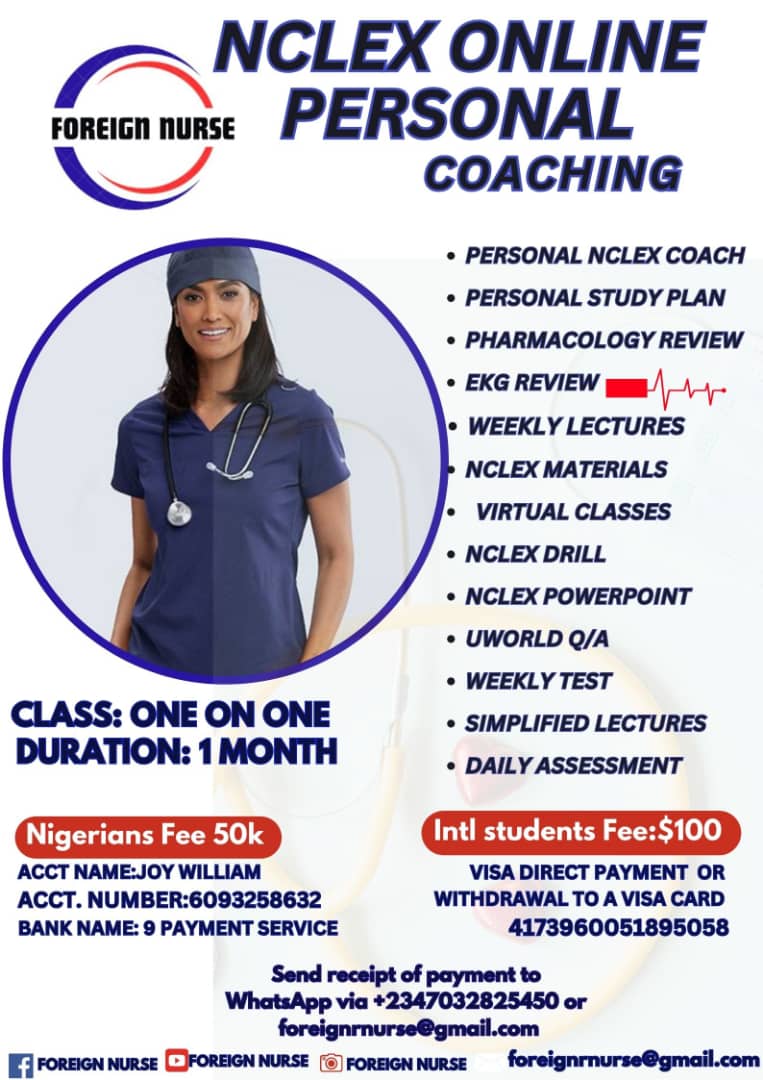 NCLEX ONLINE
PERSONAL
COACHING
FOREIGN NURSE
PERSONAL NCLEX COACH
PERSONAL STUDY PLAN
PHARMACOLOGY REVIEW
EKG REVIEW
WEEKLY LECTURES
NCLEX MATERIALS
VIRTUAL CLASSES
NCLEX DRILL
NCLEX POWERPOINT
UWORLD Q/A
WEEKLY TEST
SIMPLIFIED LECTURES
DAILY ASSESSMENT
CLASS: ONE ON ONE
DURATION: 1 MONTH
Nigerians Fee 50k
ACCT NAME:JOY WILLIAM
ACCT. NUMBER:6093258632
BANK NAME: 9 PAYMENT SERVICE
Intl students Fee:$100
VISA DIRECT PAYMENT OR
WITHDRAWAL TO A VISA CARD
4173960051895058
Send receipt of payment to
WhatsApp via +2347032825450 or
foreignrnurse@gmail.com
FOREIGN NURSE FOREIGN NURSE FOREIGN NURSE foreignrnurse@gmail.com